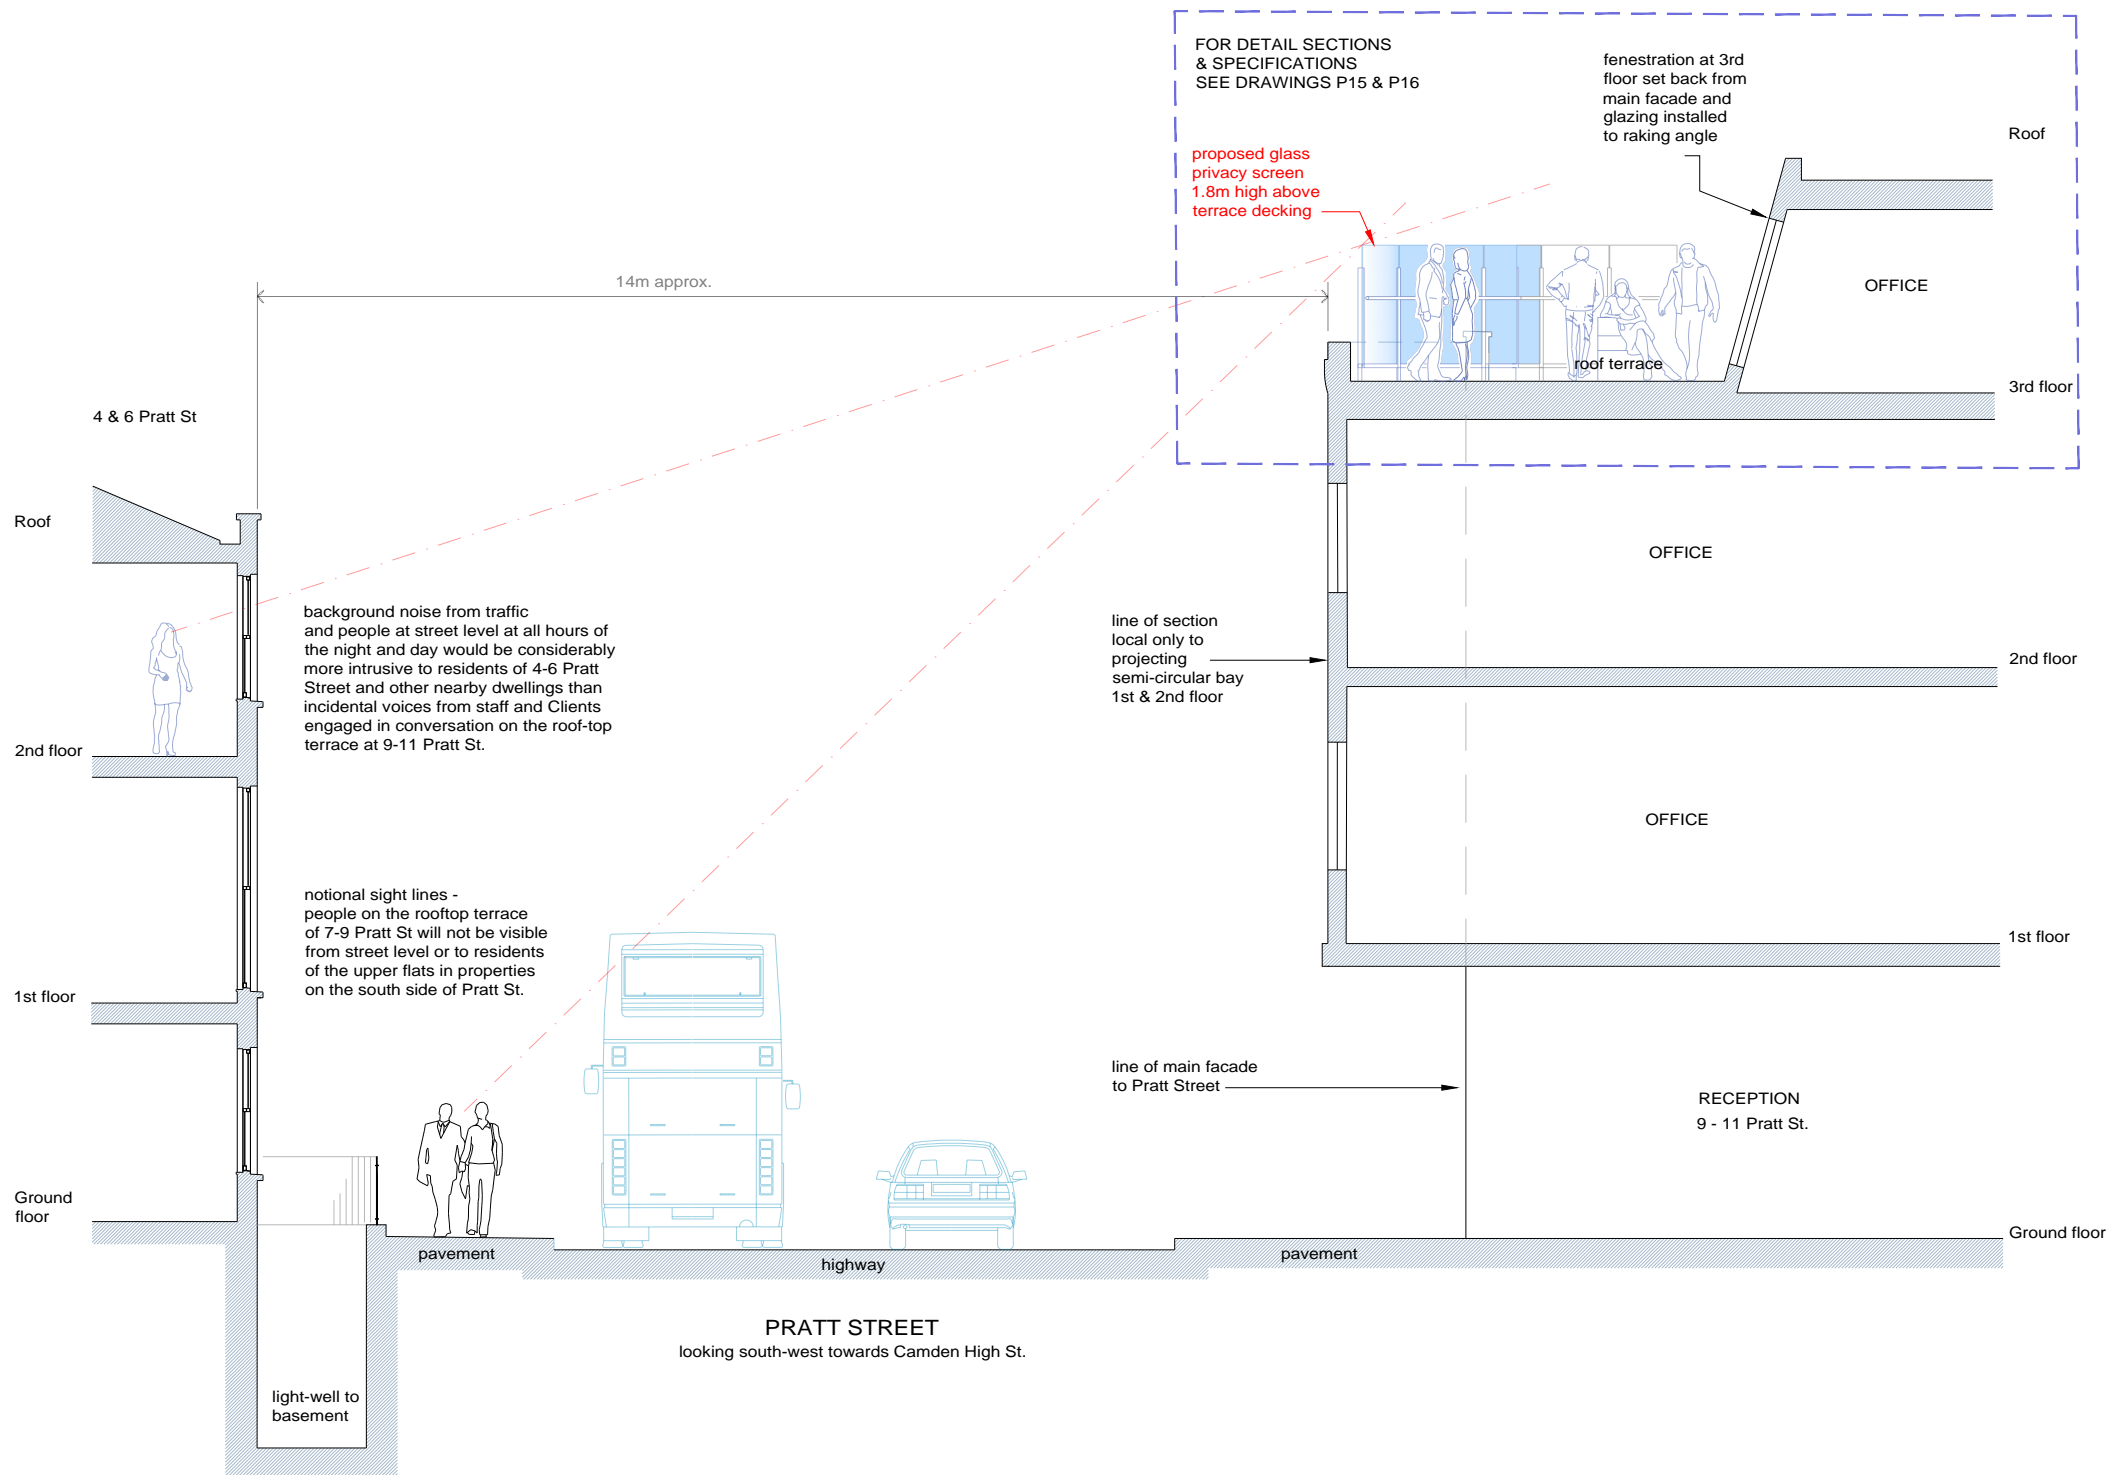 FOR DETAIL SECTIONS
& SPECIFICATIONS
SEE DRAWINGS P15 & P16
fenestration at 3rd
floor set back from
main facade and
glazing installed
to raking angle
Roof
proposed glass
privacy screen
1.8m high above
terrace decking
14m approx.
OFFICE
roof terrace
3rd floor
4 & 6 Pratt St
Roof
OFFICE
background noise from traffic
and people at street level at all hours of
the night and day would be considerably
more intrusive to residents of 4-6 Pratt
Street and other nearby dwellings than
incidental voices from staff and Clients
engaged in conversation on the roof-top
terrace at 9-11 Pratt St.
line of section
local only to
projecting
semi-circular bay
1st & 2nd floor
2nd floor
2nd floor
OFFICE
notional sight lines -
people on the rooftop terrace
of 7-9 Pratt St will not be visible
from street level or to residents
of the upper flats in properties
on the south side of Pratt St.
1st floor
1st floor
line of main facade
to Pratt Street
RECEPTION
9 - 11 Pratt St.
Ground
floor
Ground floor
pavement
highway
pavement
PRATT STREET
looking south-west towards Camden High St.
light-well to
basement